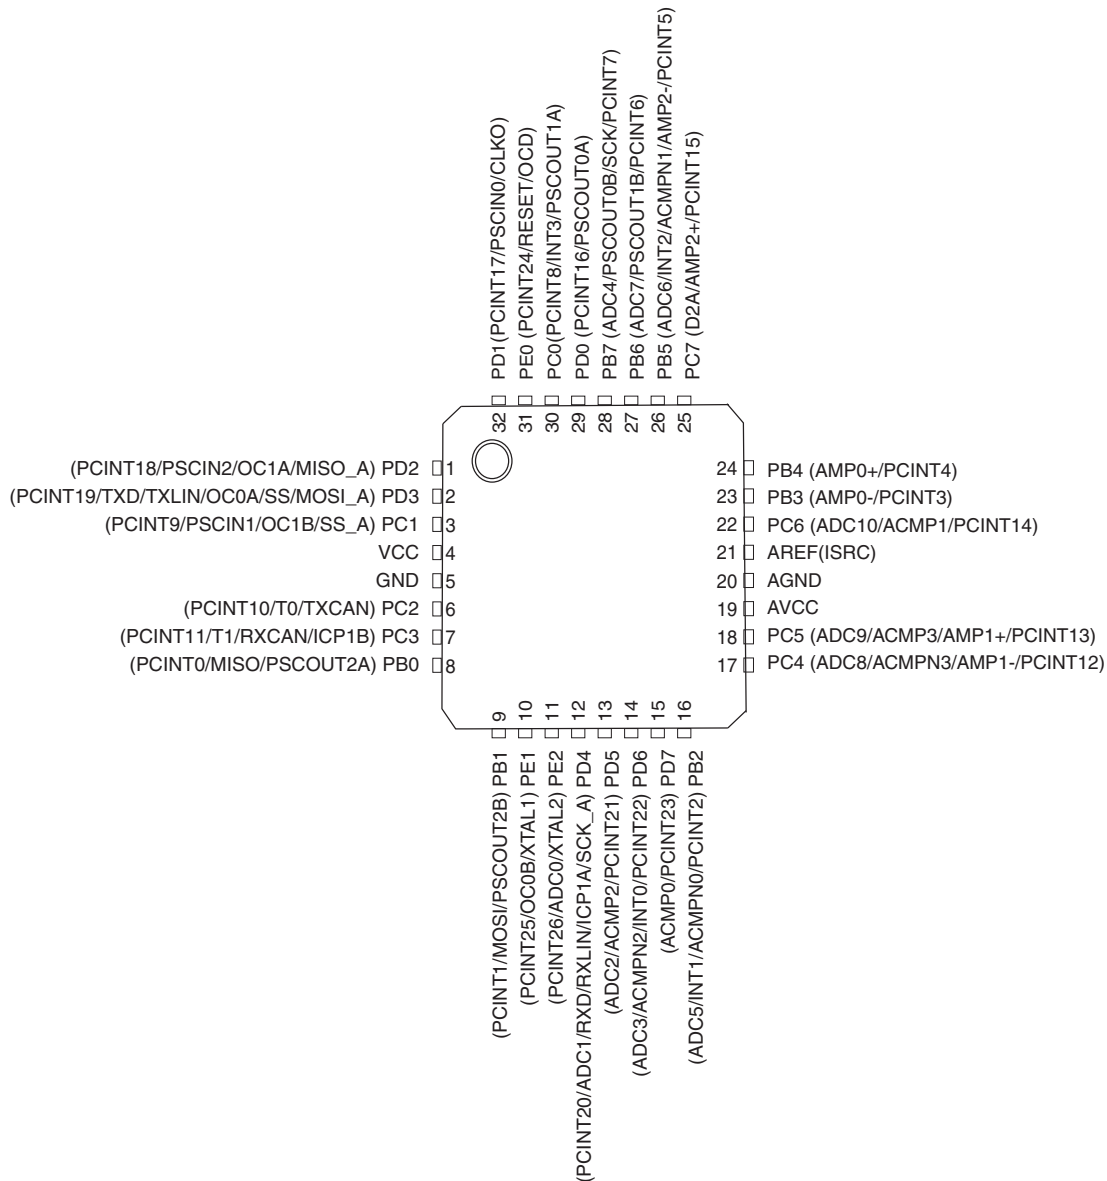 PD1(PCINT17/PSCIN0/CLKO)
PE0 (PCINT24/RESET/OCD)
PC0(PCINT8/INT3/PSCOUT1A)
PD0 (PCINT16/PSCOUT0A)
PB7 (ADC4/PSCOUT0B/SCK/PCINT7)
PB6 (ADC7/PSCOUT1B/PCINT6)
PB5 (ADC6/INT2/ACMPN1/AMP2-/PCINT5)
PC7 (D2A/AMP2+/PCINT15)
32
31
30
29
28
27
26
25
(PCINT18/PSCIN2/OC1A/MISO_A) PD2 1
(PCINT19/TXD/TXLIN/OC0A/SS/MOSI_A) PD3 2
(PCINT9/PSCIN1/OC1B/SS_A) PC1 3
VCC 4
GND 5
(PCINT10/T0/TXCAN) PC2 6
(PCINT11/T1/RXCAN/ICP1B) PC3 7
(PCINT0/MISO/PSCOUT2A) PB0 8
24 PB4 (AMP0+/PCINT4)
23 PB3 (AMP0-/PCINT3)
22 PC6 (ADC10/ACMP1/PCINT14)
21 AREF(ISRC)
20 AGND
19 AVCC
18 PC5 (ADC9/ACMP3/AMP1+/PCINT13)
17 PC4 (ADC8/ACMPN3/AMP1-/PCINT12)
9
10
11
12
13
14
15
16
(PCINT1/MOSI/PSCOUT2B) PB1
(PCINT25/OC0B/XTAL1) PE1
(PCINT26/ADC0/XTAL2) PE2
(PCINT20/ADC1/RXD/RXLIN/ICP1A/SCK_A) PD4
(ADC2/ACMP2/PCINT21) PD5
(ADC3/ACMPN2/INT0/PCINT22) PD6
(ACMP0/PCINT23) PD7
(ADC5/INT1/ACMPN0/PCINT2) PB2